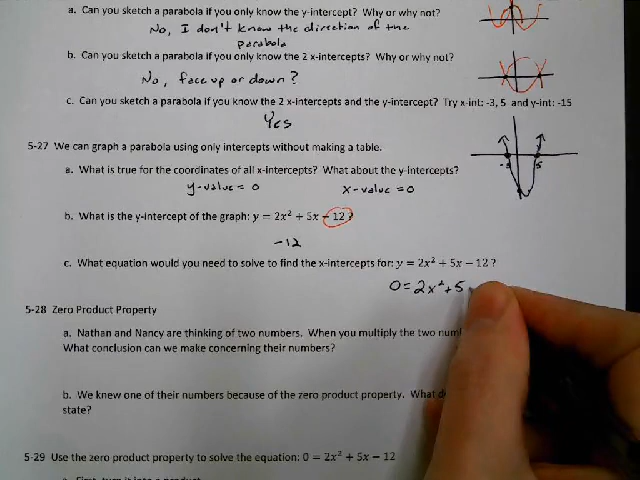 a. Can you sketch a parabola if you only know the y-intercept? Why or why not?
No, I don't know the direction of the
parabola
b. Can you sketch a parabola if you only know the 2 x-intercepts? Why or why not?
No, face up or down?
c. Can you sketch a parabola if you know the 2 x-intercepts and the y-intercept? Try x-int: -3, 5 and y-int: -15
Yes
-3 5
5-27 We can graph a parabola using only intercepts without making a table.
a. What is true for the coordinates of all x-intercepts? What about the y-intercepts?
y-value = 0 x-value = 0
b. What is the y-intercept of the graph: y = 2x² + 5x − 12?
-12
c. What equation would you need to solve to find the x-intercepts for: y = 2x² + 5x − 12 ?
0 = 2x² + 5
5-28 Zero Product Property
a. Nathan and Nancy are thinking of two numbers. When you multiply the two
What conclusion can we make concerning their numbers?
b. We knew one of their numbers because of the zero product property. What
state?
5-29 Use the zero product property to solve the equation: 0 = 2x² + 5x − 12
a. First, turn it into a product